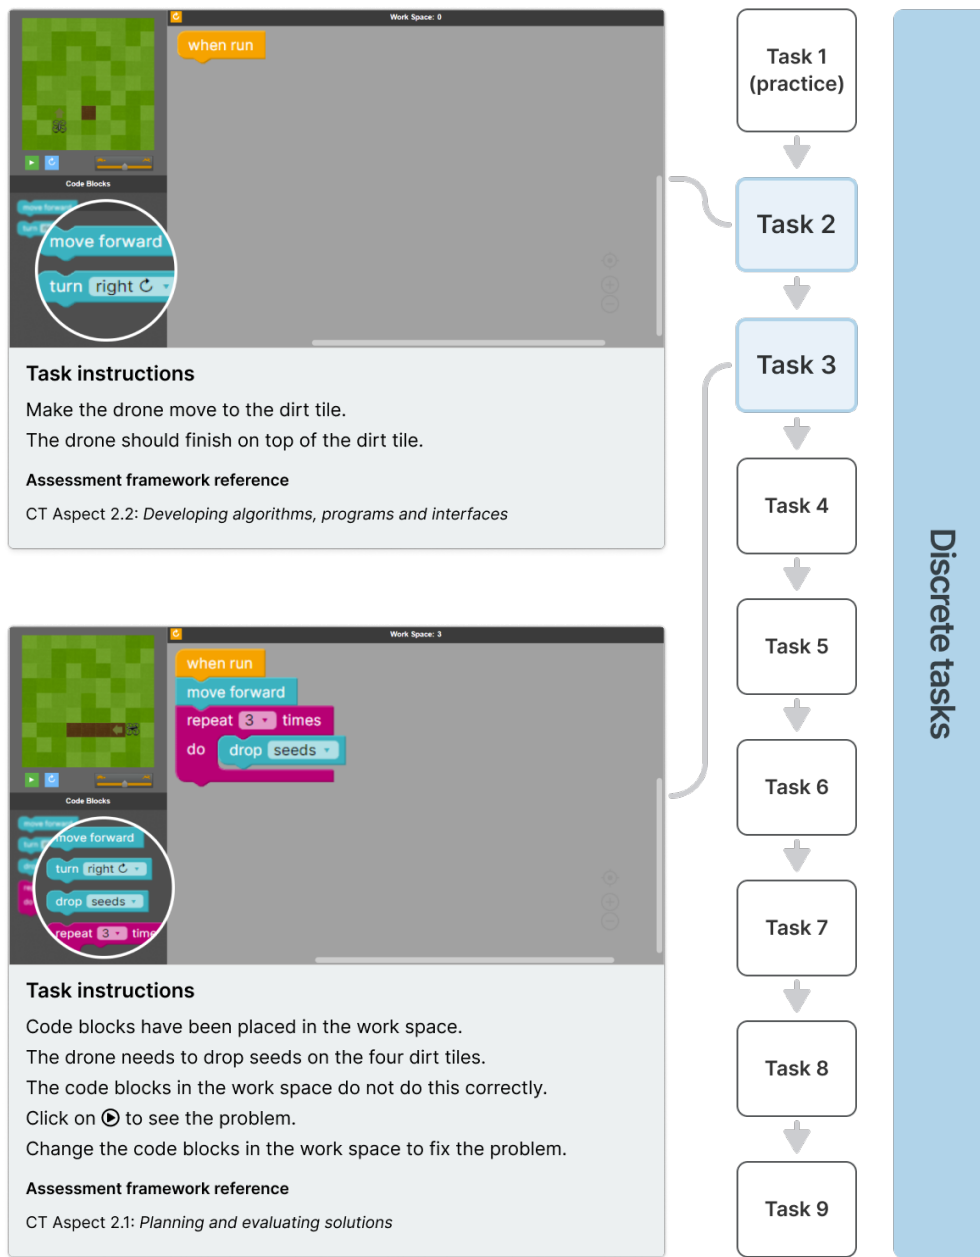 Work Space: 0
when run
Code Blocks
move forward
turn
move forward
turn right
Task instructions
Make the drone move to the dirt tile.
The drone should finish on top of the dirt tile.
Assessment framework reference
CT Aspect 2.2: Developing algorithms, programs and interfaces
Work Space: 3
when run
move forward
repeat 3 times
do drop seeds
Code Blocks
move forward
move forward
turn right
drop seeds
repeat 3 time
Task instructions
Code blocks have been placed in the work space.
The drone needs to drop seeds on the four dirt tiles.
The code blocks in the work space do not do this correctly.
Click on to see the problem.
Change the code blocks in the work space to fix the problem.
Assessment framework reference
CT Aspect 2.1: Planning and evaluating solutions
Task 1
(practice)
Task 2
Task 3
Task 4
Task 5
Task 6
Task 7
Task 8
Task 9
Discrete tasks